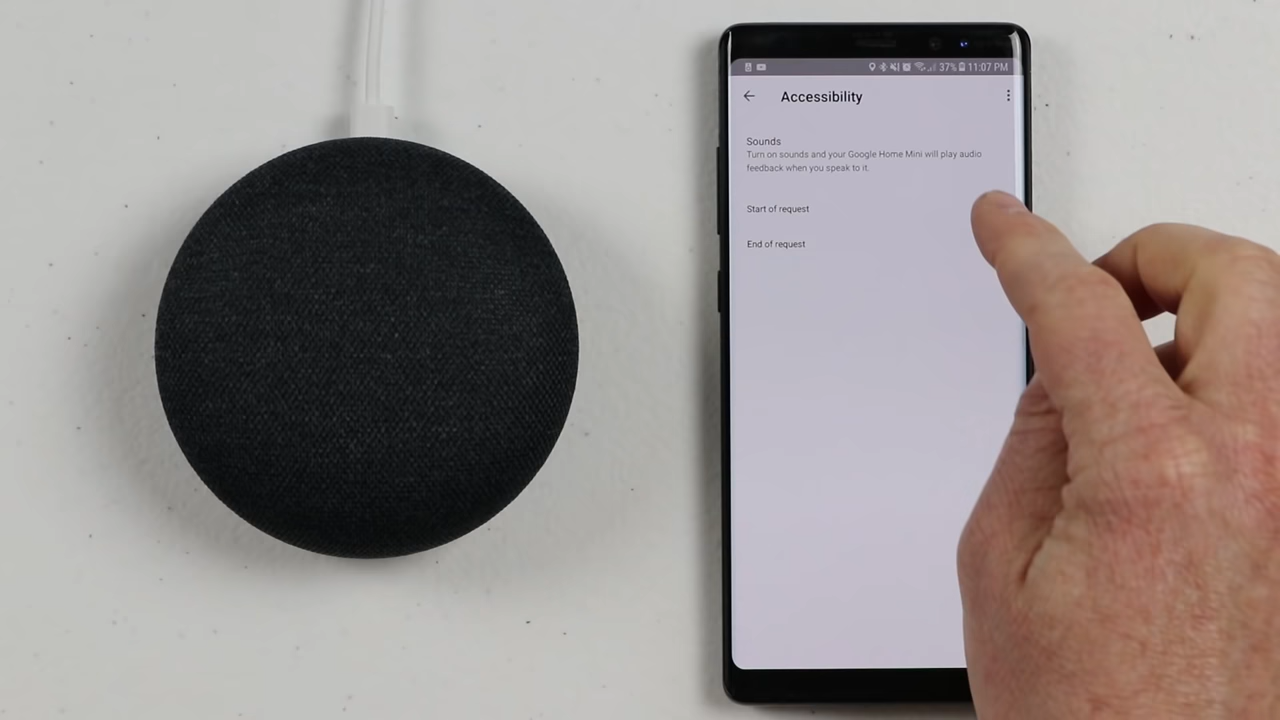 37% 11:07 PM
Accessibility
Sounds
Turn on sounds and your Google Home Mini will play audio
feedback when you speak to it.
Start of request
End of request